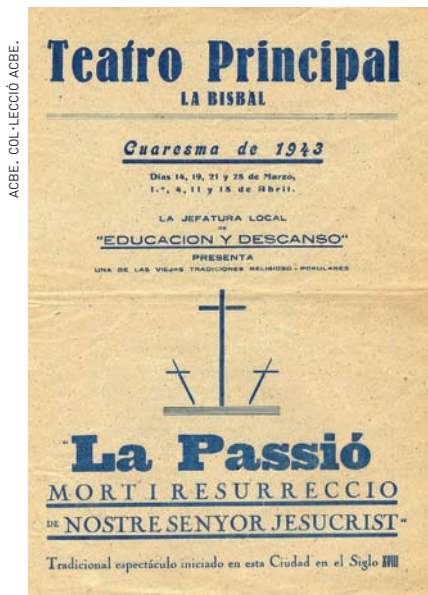 ACBE. COL·LECCIÓ ACBE.
Teatro Principal
LA BISBAL
Cuaresma de 1943
Días 14, 19, 21 y 25 de Marzo,
1.º, 4, 11 y 18 de Abril.
LA JEFATURA LOCAL
DE
"EDUCACION Y DESCANSO"
PRESENTA
UNA DE LAS VIEJAS TRADICIONES RELIGIOSO - POPULARES
"La Passió
MORT I RESURRECCIO
DE NOSTRE SENYOR JESUCRIST"
Tradicional espectáculo iniciado en esta Ciudad en el Siglo XVIII